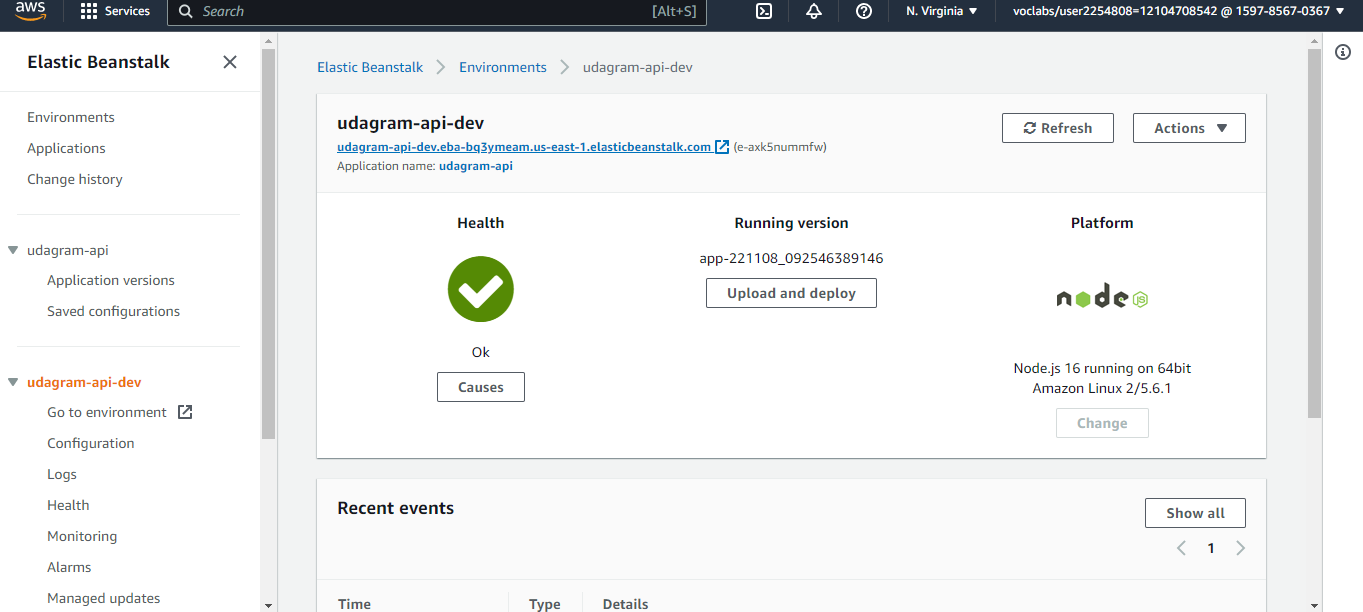 aws
Services
Search
[Alt+S]
N. Virginia
voclabs/user2254808=12104708542 @ 1597-8567-0367
Elastic Beanstalk
Environments
Applications
Change history
udagram-api
Application versions
Saved configurations
udagram-api-dev
Go to environment
Configuration
Logs
Health
Monitoring
Alarms
Managed updates
Elastic Beanstalk > Environments > udagram-api-dev
udagram-api-dev
Refresh
Actions
udagram-api-dev.eba-bq3ymeam.us-east-1.elasticbeanstalk.com (e-axk5nummfw)
Application name: udagram-api
Health
Ok
Causes
Running version
app-221108_092546389146
Upload and deploy
Platform
node JS
Node.js 16 running on 64bit
Amazon Linux 2/5.6.1
Change
Recent events
Show all
1
Time Type Details